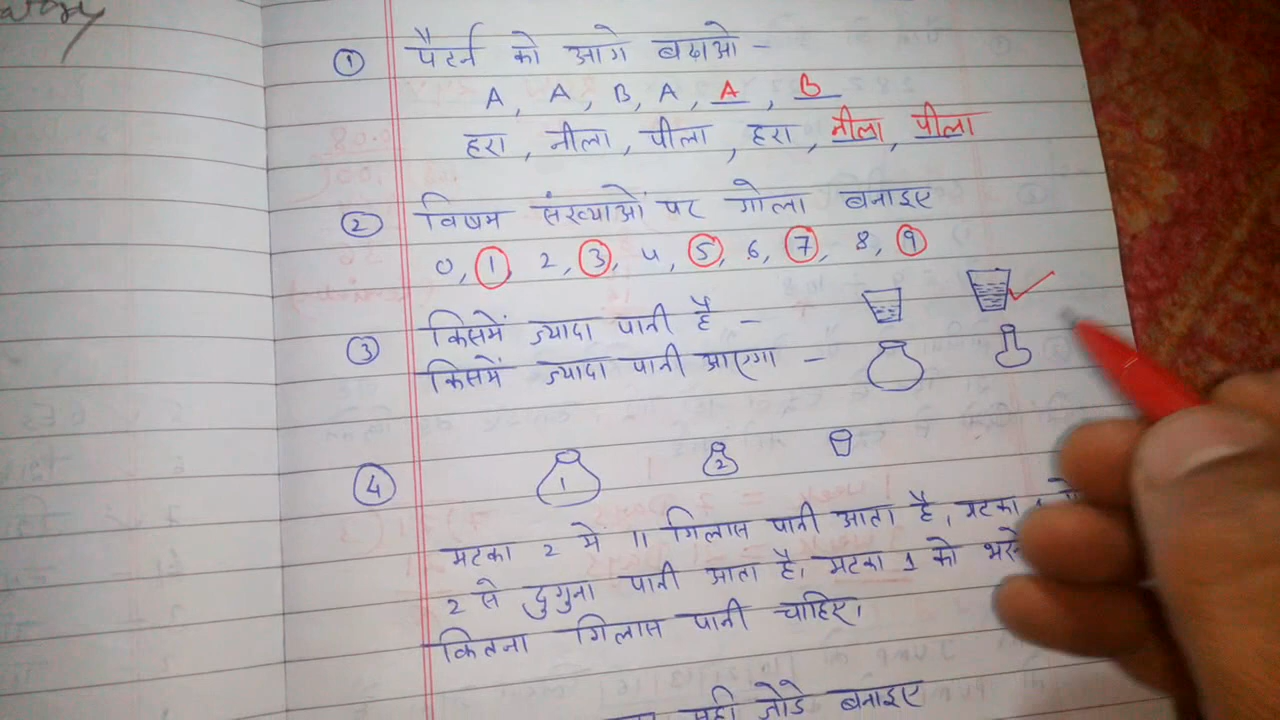 ① पैटर्न को आगे बढाओ -
A, A, B, A, A, B
हरा, नीला, पीला, हरा, नीला, पीला
② विषम संख्याओं पर गोला बनाइए
0, 1, 2, 3, 4, 5, 6, 7, 8, 9
③ किसमें ज्यादा पानी है -
किसमें ज्यादा पानी आएगा -
④ 1 2
मटका 2 में 11 गिलास पानी आता है, मटका 1
2 से दुगुना पानी आता है। मटका 1 को भरने
कितना गिलास पानी चाहिए।
सही जोडे बनाइए